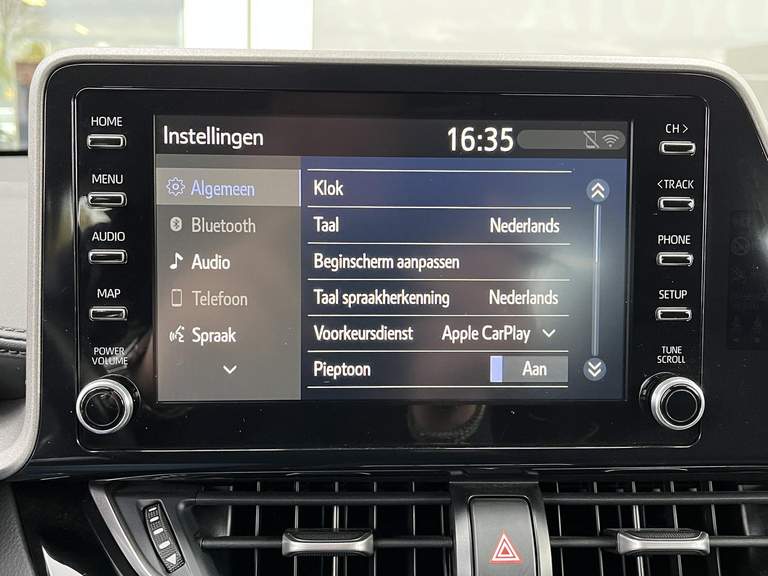 HOME
MENU
AUDIO
MAP
POWER
VOLUME
Instellingen 16:35
Algemeen
Bluetooth
Audio
Telefoon
Spraak
Klok
Taal Nederlands
Beginscherm aanpassen
Taal spraakherkenning Nederlands
Voorkeursdienst Apple CarPlay
Pieptoon Aan
CH >
< TRACK
PHONE
SETUP
TUNE
SCROLL